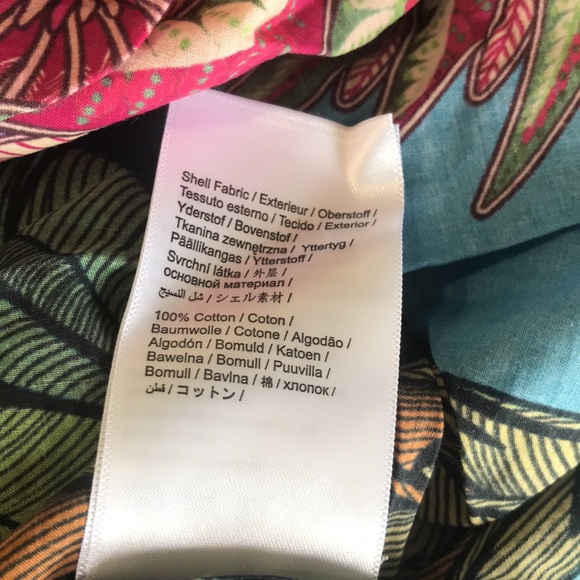 Shell Fabric / Exterieur / Oberstoff /
Tessuto esterno / Tecido / Exterior /
Yderstof / Bovenstof /
Tkanina zewnętrzna / Yttertyg /
Päällikangas / Ytterstoff /
Svrchní látka / 外层 /
основной материал /
شل النسيج / シェル素材 /
100% Cotton / Coton /
Baumwolle / Cotone / Algodão /
Algodón / Bomuld / Katoen /
Bawełna / Bomull / Puuvilla /
Bomull / Bavlna / 棉 / хлопок /
قطن / コットン /